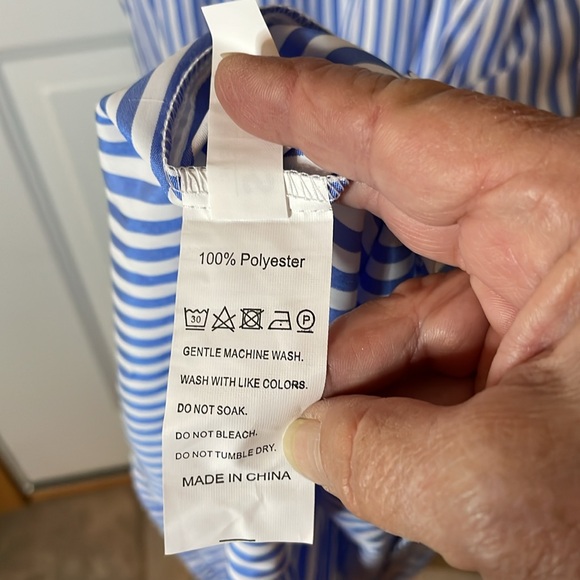 100% Polyester
30 P
GENTLE MACHINE WASH.
WASH WITH LIKE COLORS.
DO NOT SOAK.
DO NOT BLEACH.
DO NOT TUMBLE DRY.
MADE IN CHINA